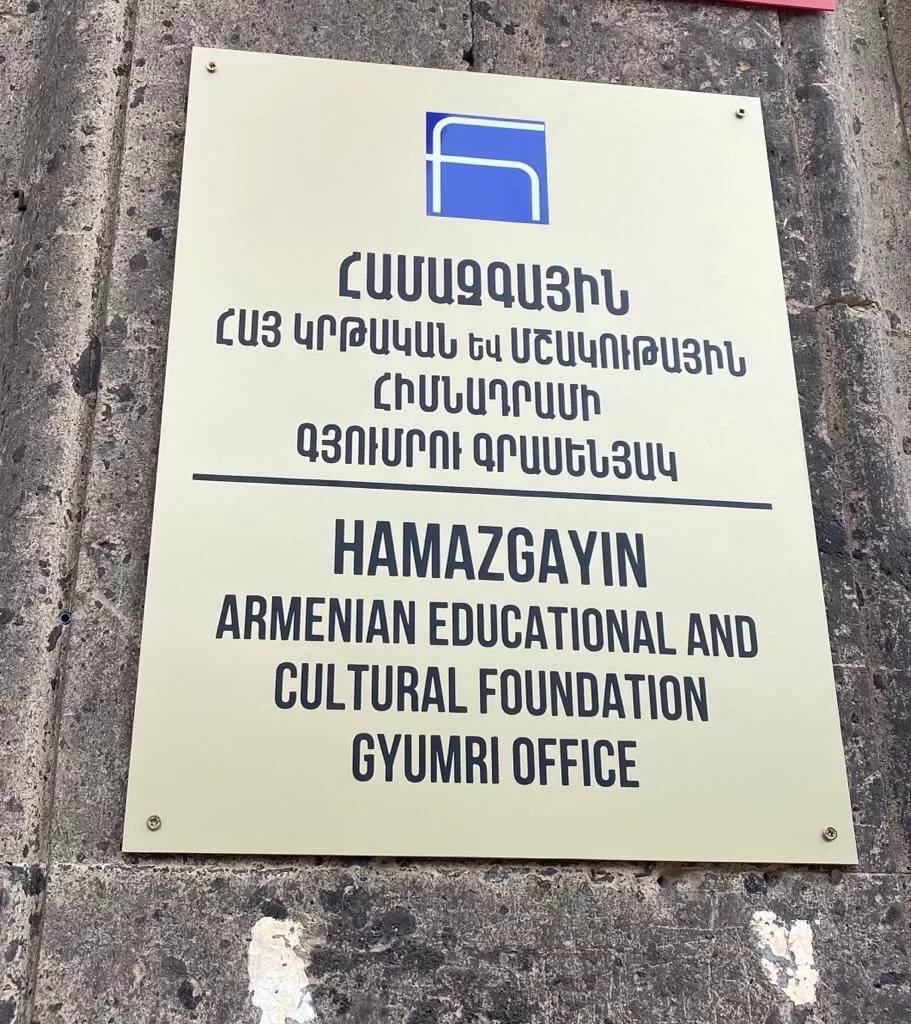 ՀԱՄԱԶԳԱՅԻՆ
ՀԱՅ ԿՐԹԱԿԱՆ եվ ՄՇԱԿՈՒԹԱՅԻՆ
ՀԻՄՆԱԴՐԱՄԻ
ԳՅՈՒՄՐՈՒ ԳՐԱՍԵՆՅԱԿ
HAMAZGAYIN
ARMENIAN EDUCATIONAL AND
CULTURAL FOUNDATION
GYUMRI OFFICE